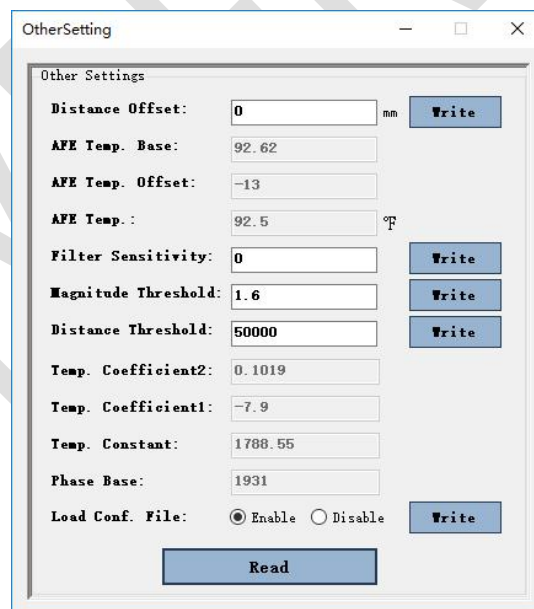 OtherSetting
Other Settings
Distance Offset: 0 mm Write
AFE Temp. Base: 92.62
AFE Temp. Offset: -13
AFE Temp.: 92.5 ℉
Filter Sensitivity: 0 Write
Magnitude Threshold: 1.6 Write
Distance Threshold: 50000 Write
Temp. Coefficient2: 0.1019
Temp. Coefficient1: -7.9
Temp. Constant: 1788.55
Phase Base: 1931
Load Conf. File: Enable Disable Write
Read